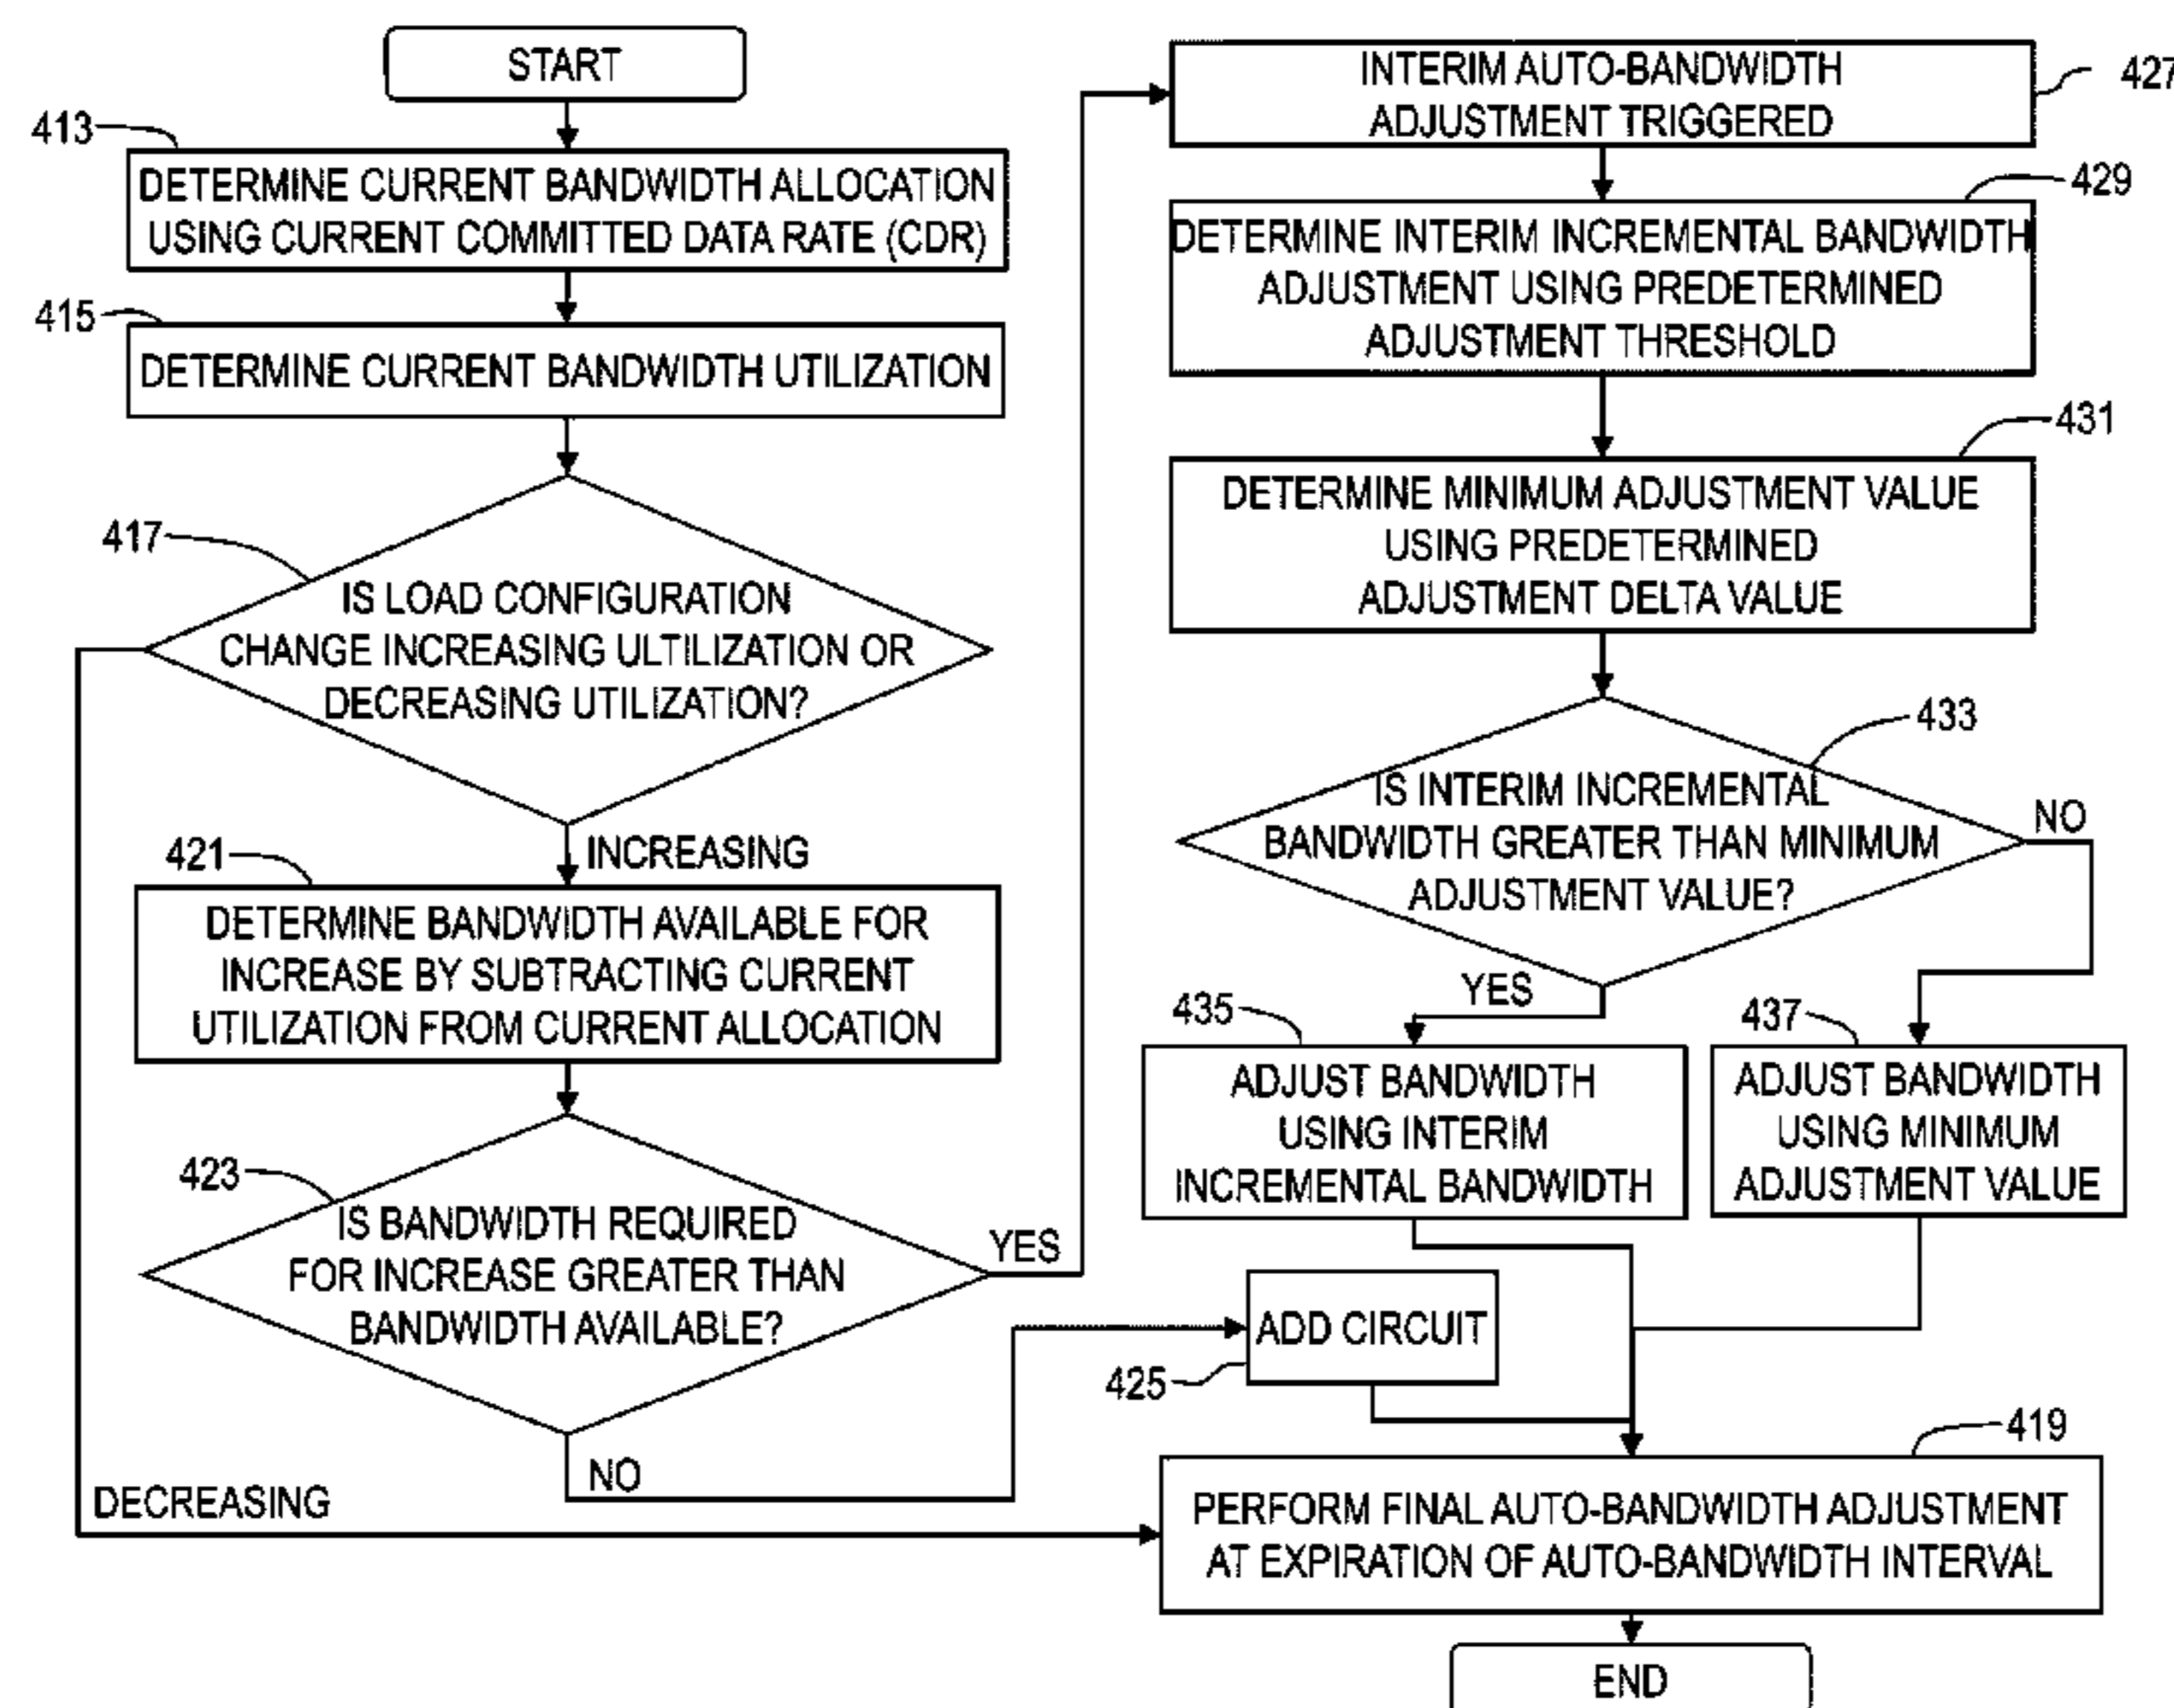 START
413
DETERMINE CURRENT BANDWIDTH ALLOCATION
USING CURRENT COMMITTED DATA RATE (CDR)
415
DETERMINE CURRENT BANDWIDTH UTILIZATION
417
IS LOAD CONFIGURATION
CHANGE INCREASING ULTILIZATION OR
DECREASING UTILIZATION?
INCREASING
421
DETERMINE BANDWIDTH AVAILABLE FOR
INCREASE BY SUBTRACTING CURRENT
UTILIZATION FROM CURRENT ALLOCATION
423
IS BANDWIDTH REQUIRED
FOR INCREASE GREATER THAN
BANDWIDTH AVAILABLE?
YES
NO
DECREASING
INTERIM AUTO-BANDWIDTH
ADJUSTMENT TRIGGERED
427
429
DETERMINE INTERIM INCREMENTAL BANDWIDTH
ADJUSTMENT USING PREDETERMINED
ADJUSTMENT THRESHOLD
431
DETERMINE MINIMUM ADJUSTMENT VALUE
USING PREDETERMINED
ADJUSTMENT DELTA VALUE
433
IS INTERIM INCREMENTAL
BANDWIDTH GREATER THAN MINIMUM
ADJUSTMENT VALUE?
NO
YES
435
ADJUST BANDWIDTH
USING INTERIM
INCREMENTAL BANDWIDTH
437
ADJUST BANDWIDTH
USING MINIMUM
ADJUSTMENT VALUE
ADD CIRCUIT
425
419
PERFORM FINAL AUTO-BANDWIDTH ADJUSTMENT
AT EXPIRATION OF AUTO-BANDWIDTH INTERVAL
END